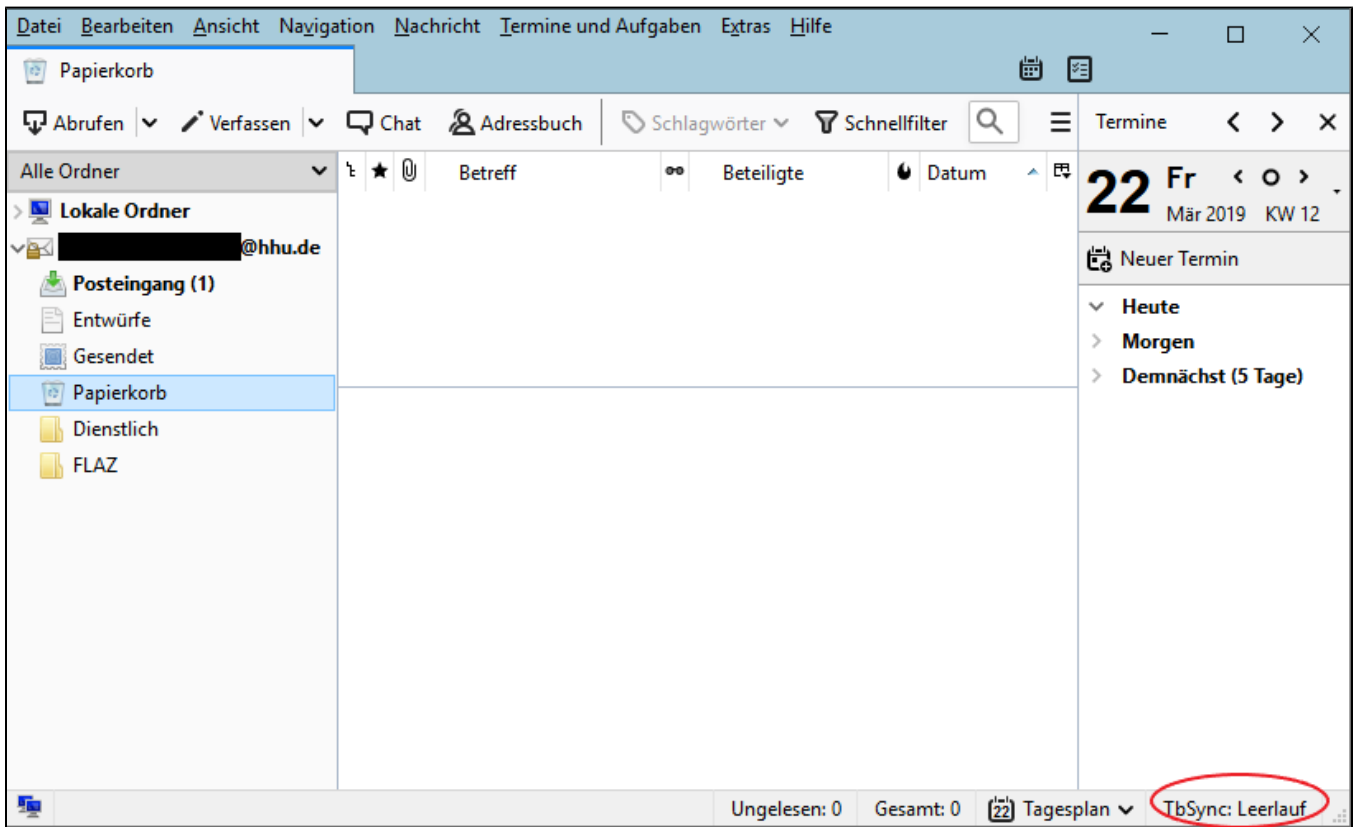 Datei Bearbeiten Ansicht Navigation Nachricht Termine und Aufgaben Extras Hilfe
Papierkorb
Abrufen Verfassen Chat Adressbuch Schlagwörter Schnellfilter
Termine
Alle Ordner
Betreff Beteiligte Datum
22 Fr
Mär 2019 KW 12
Lokale Ordner
@hhu.de
Neuer Termin
Posteingang (1)
Entwürfe
Gesendet
Papierkorb
Dienstlich
FLAZ
Heute
Morgen
Demnächst (5 Tage)
Ungelesen: 0 Gesamt: 0 22 Tagesplan TbSync: Leerlauf